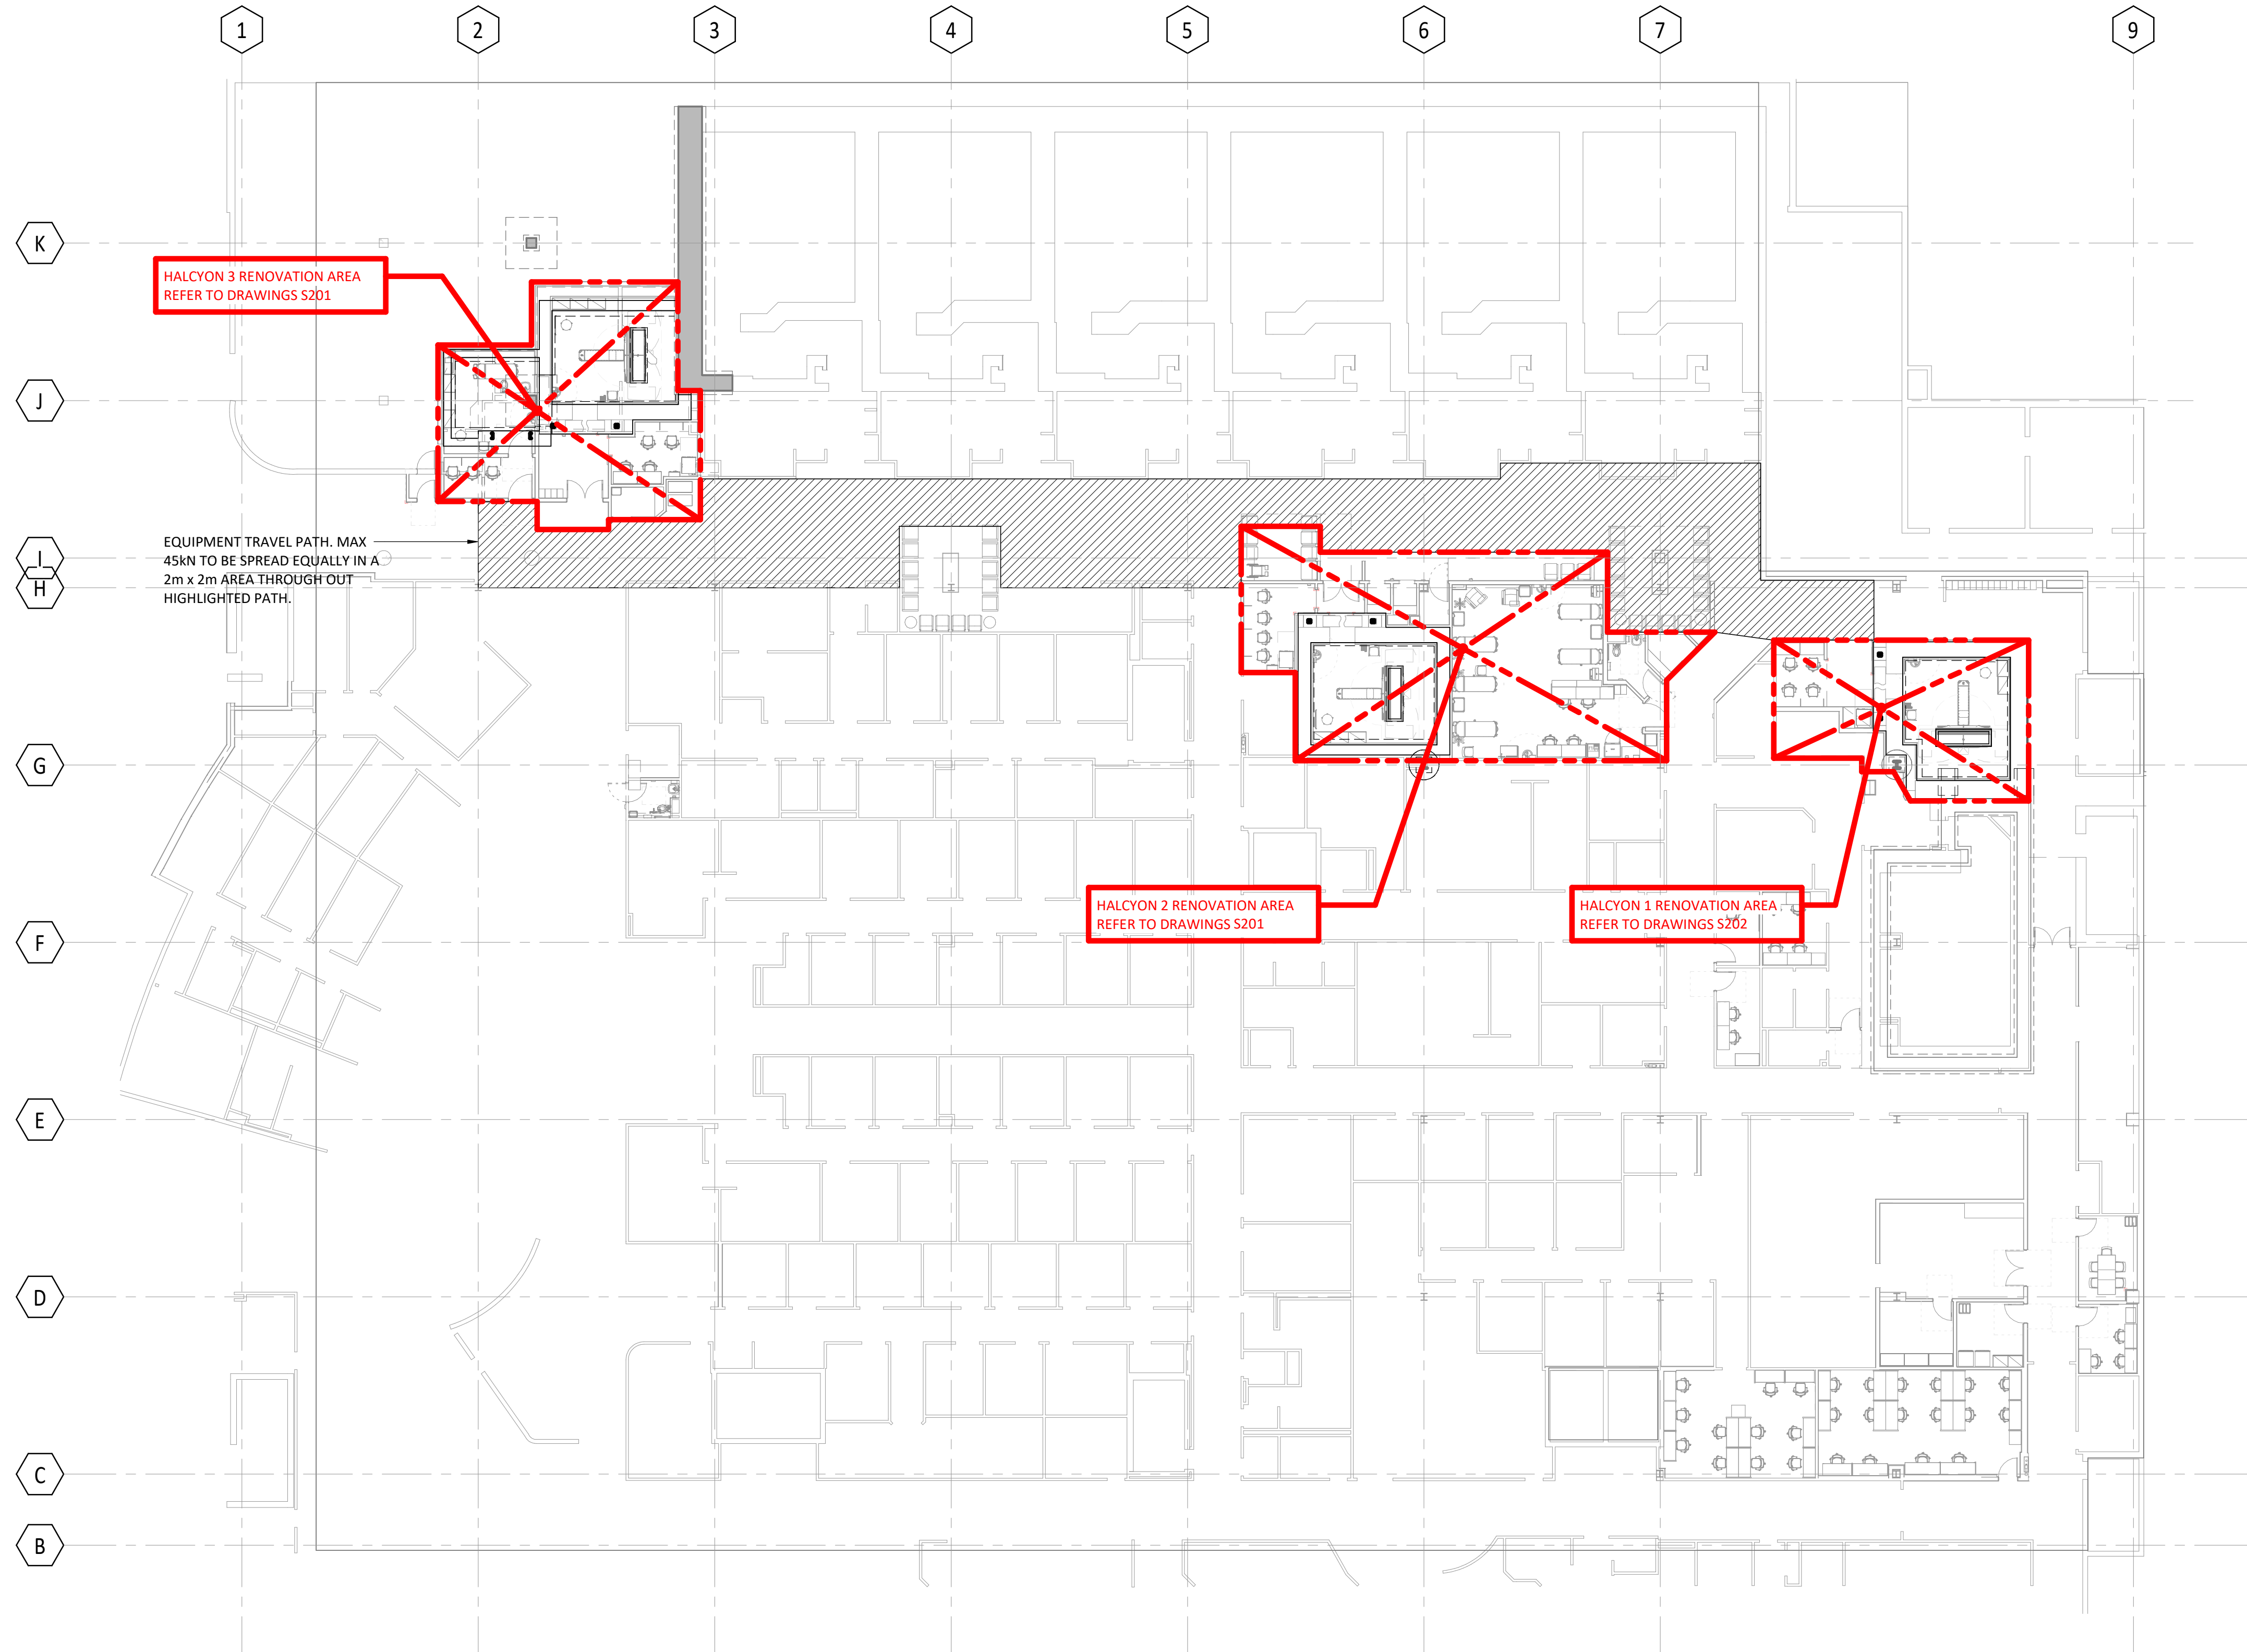 1
2
3
4
5
6
7
9
K
HALCYON 3 RENOVATION AREA
REFER TO DRAWINGS S201
J
EQUIPMENT TRAVEL PATH. MAX
45kN TO BE SPREAD EQUALLY IN A
2m x 2m AREA THROUGH OUT
HIGHLIGHTED PATH.
I
H
G
HALCYON 2 RENOVATION AREA
REFER TO DRAWINGS S201
HALCYON 1 RENOVATION AREA
REFER TO DRAWINGS S202
F
E
D
C
B